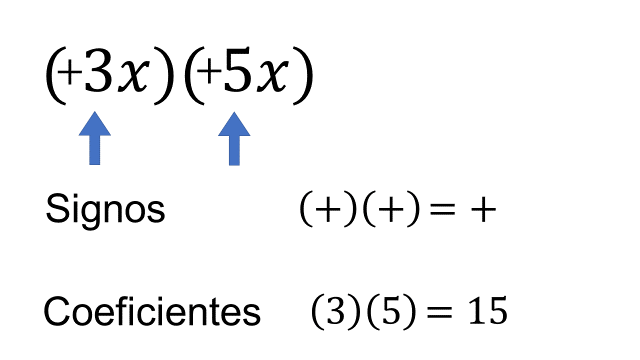 (+3x)(+5x)
Signos (+)(+) = +
Coeficientes (3)(5) = 15